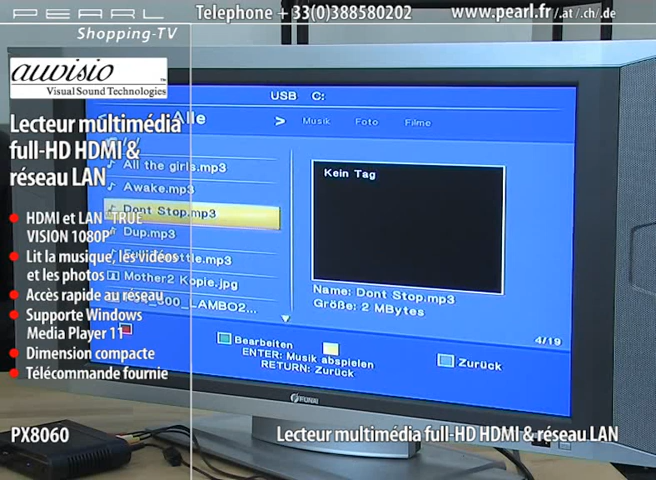 PEARL
Shopping-TV
Telephone + 33(0)388580202
www.pearl.fr/.at/.ch/.de
auvisio
Visual Sound Technologies
Lecteur multimédia
full-HD HDMI &
réseau LAN
HDMI et LAN TRUE
VISION 1080P
Lit la musique, les vidéos
et les photos
Accès rapide au réseau
Supporte Windows
Media Player 11
Dimension compacte
Télécommande fournie
PX8060
Lecteur multimédia full-HD HDMI & réseau LAN
USB C:
Alle
> Musik Foto Filme
All the girls.mp3
Awake.mp3
Dont Stop.mp3
Dup.mp3
Mother2 Kopie.jpg
Kein Tag
Name: Dont Stop.mp3
Größe: 2 MBytes
4/19
Bearbeiten
ENTER: Musik abspielen
RETURN: Zurück
Zurück
FUNAI